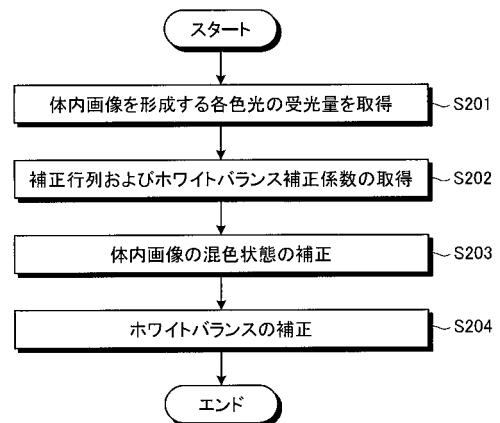 スタート
体内画像を形成する各色光の受光量を取得
S201
補正行列およびホワイトバランス補正係数の取得
S202
体内画像の混色状態の補正
S203
ホワイトバランスの補正
S204
エンド